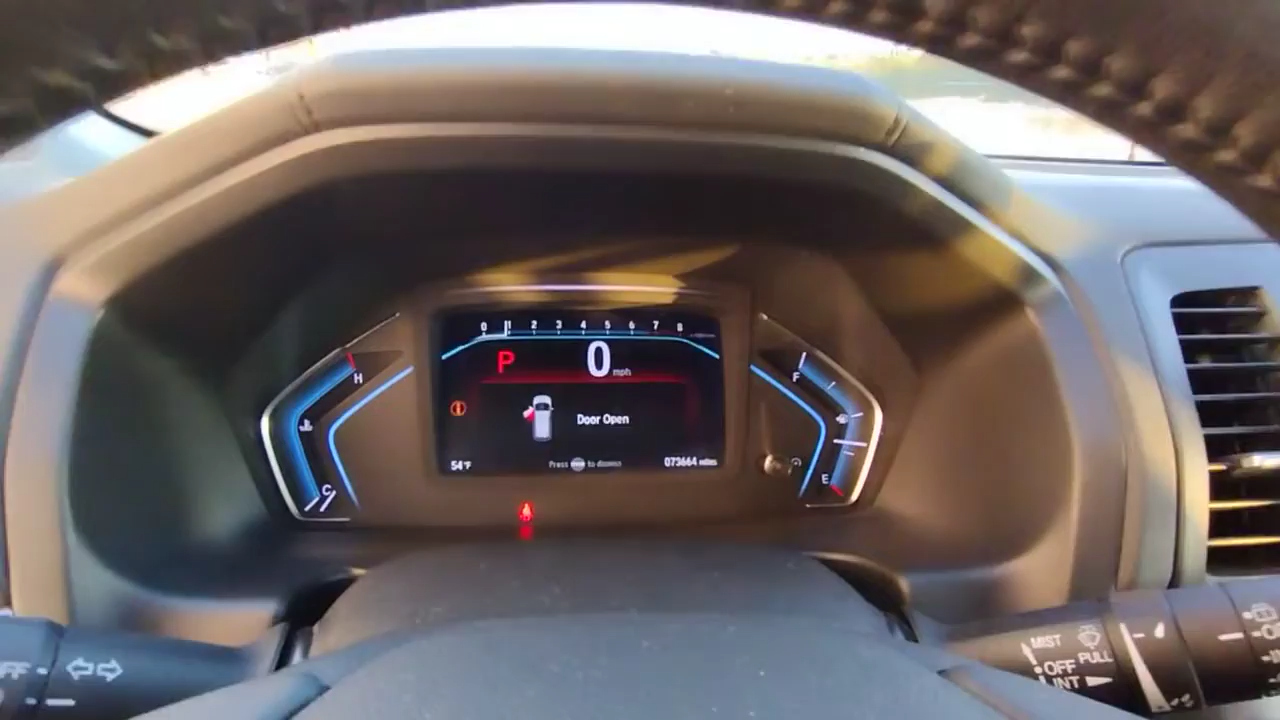 0 1 2 3 4 5 6 7 8
P 0 mph
H
F
Door Open
C
E
54°F
Press to dismiss
073664 miles
MIST
OFF PULL
INT